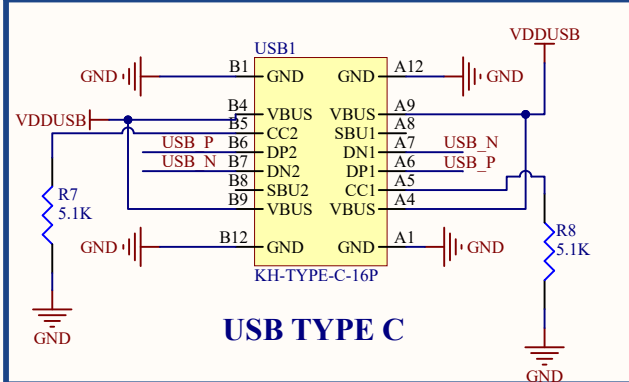 USB1
VDDUSB
GND B1 GND GND A12 GND
VDDUSB B4 VBUS VBUS A9
B5 CC2 SBU1 A8
USB_P B6 DP2 DN1 A7 USB_N
USB_N B7 DN2 DP1 A6 USB_P
B8 SBU2 CC1 A5
B9 VBUS VBUS A4
R7
5.1K
GND B12 GND GND A1 GND
R8
5.1K
KH-TYPE-C-16P
USB TYPE C
GND
GND